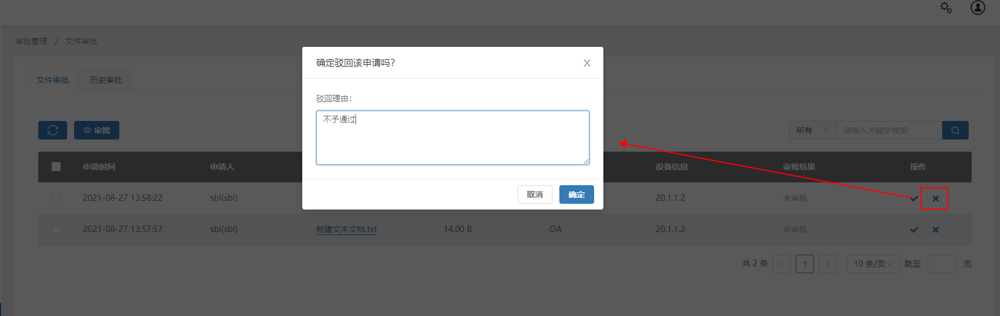 审批管理 / 文件审批
确定驳回该申请吗?
文件审批 历史审批
驳回理由:
不予通过
审批
所有 请输入关键字搜索
申请时间 申请人 设备信息 审批结果 操作
取消 确定
2021-08-27 13:58:22 sbl(sbl) 20.1.1.2 未审批
2021-08-27 13:57:57 sbl(sbl) 新建文本文档.txt 14.00 B OA 20.1.1.2 未审批
共 2 条 < 1 > 10 条/页 跳至 页